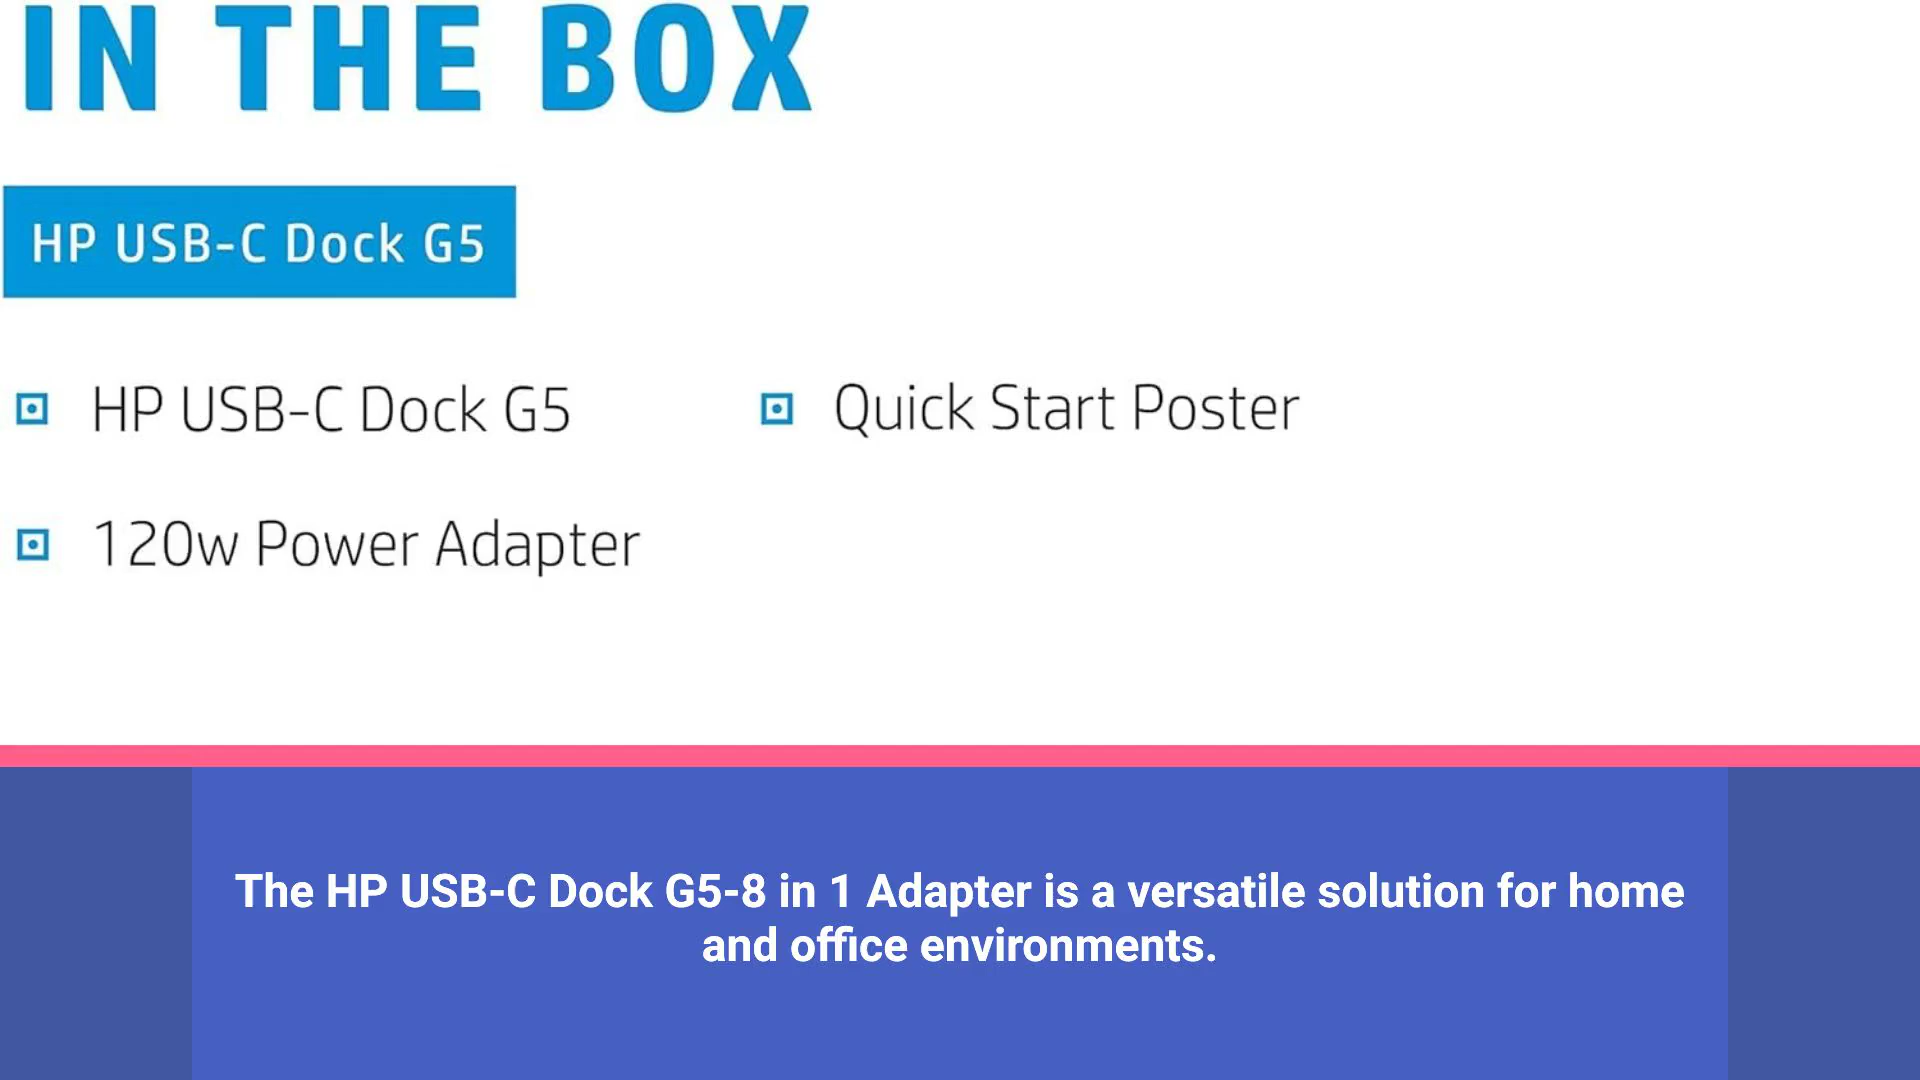 IN THE BOX
HP USB-C Dock G5
HP USB-C Dock G5
Quick Start Poster
120w Power Adapter
The HP USB-C Dock G5-8 in 1 Adapter is a versatile solution for home
and office environments.